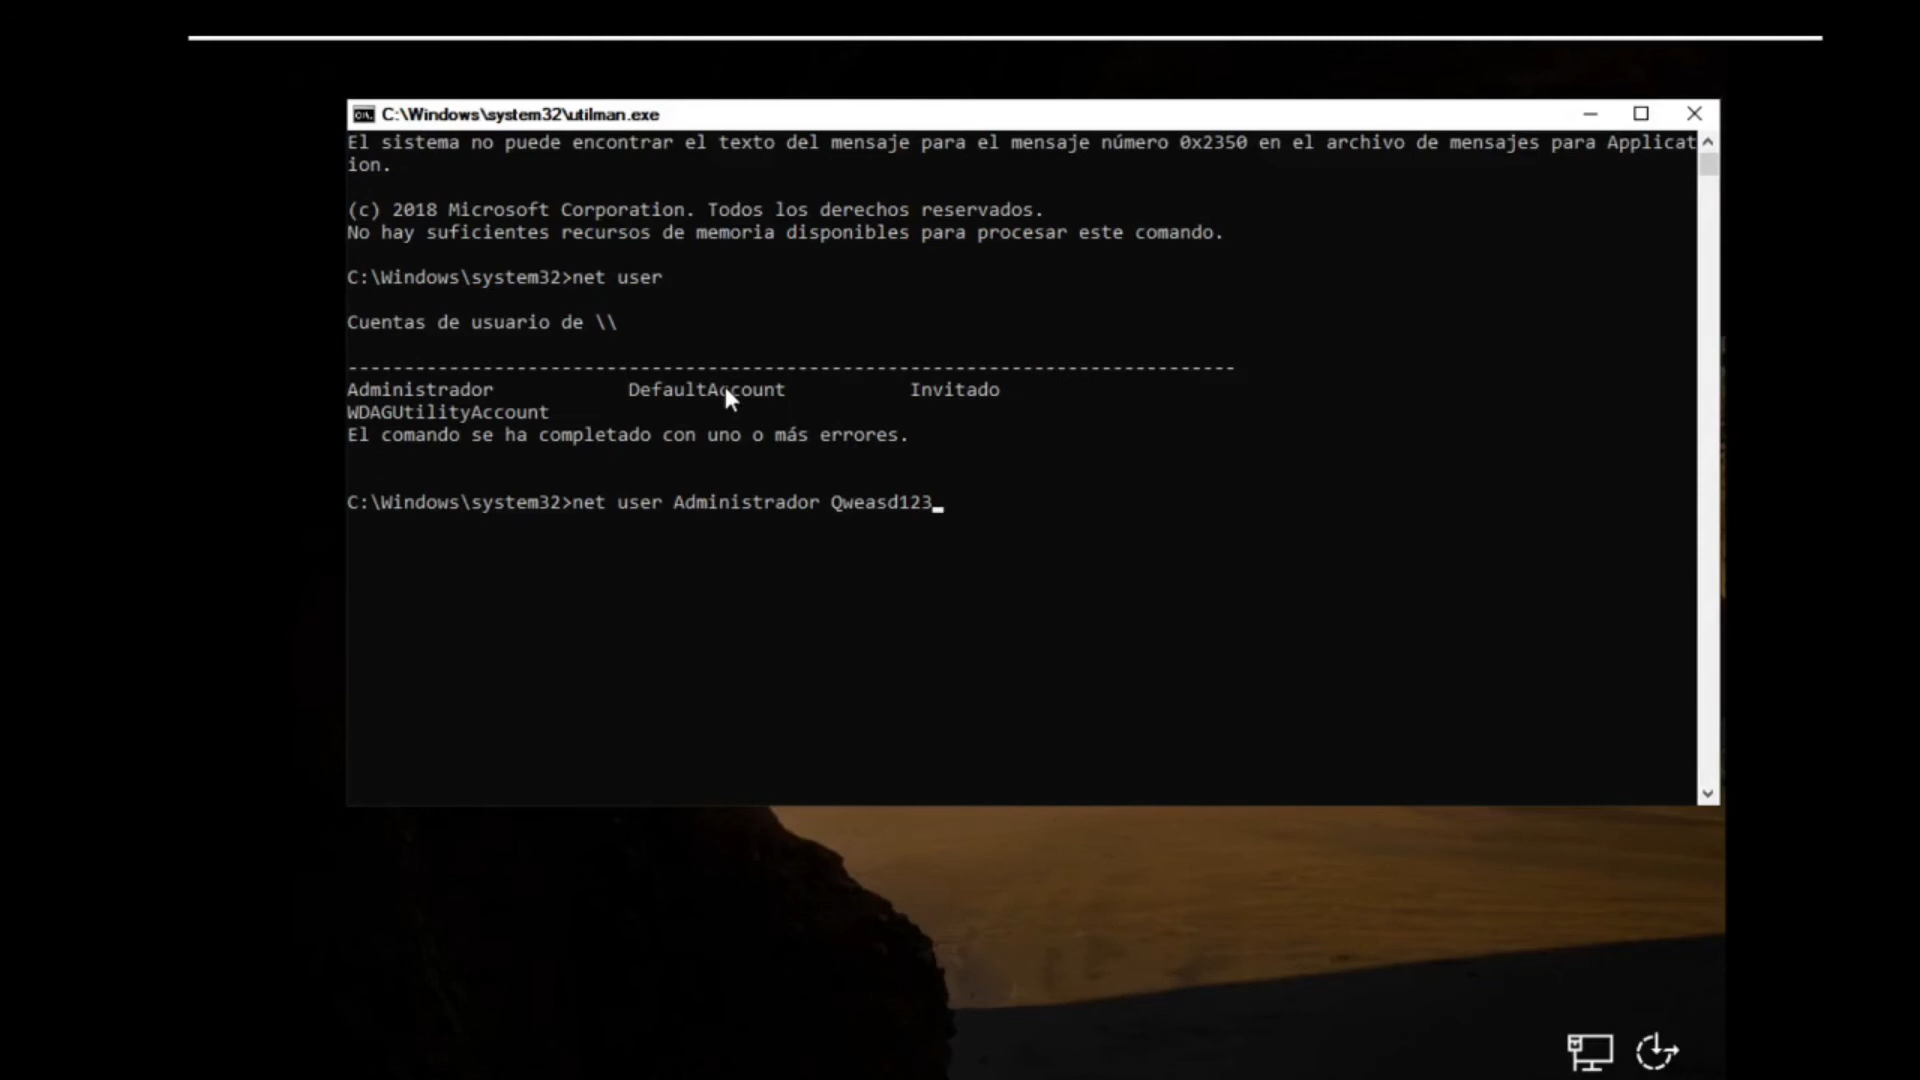 C:\Windows\system32\utilman.exe
El sistema no puede encontrar el texto del mensaje para el mensaje número 0x2350 en el archivo de mensajes para Applicat
ion.
(c) 2018 Microsoft Corporation. Todos los derechos reservados.
No hay suficientes recursos de memoria disponibles para procesar este comando.
C:\Windows\system32>net user
Cuentas de usuario de \\
-------------------------------------------------------------------------------
Administrador DefaultAccount Invitado
WDAGUtilityAccount
El comando se ha completado con uno o más errores.
C:\Windows\system32>net user Administrador Qweasd123_